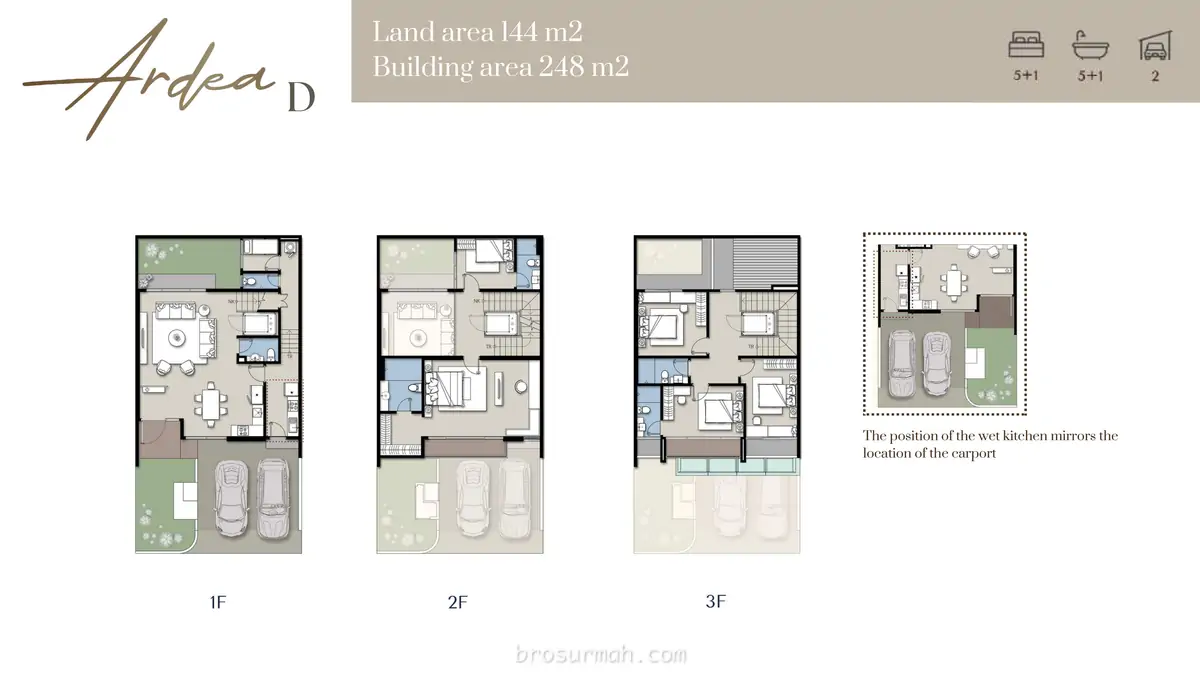 Ardea D
Land area 144 m2
Building area 248 m2
5+1
5+1
2
The position of the wet kitchen mirrors the
location of the carport
1F
2F
3F
brosurmah.com